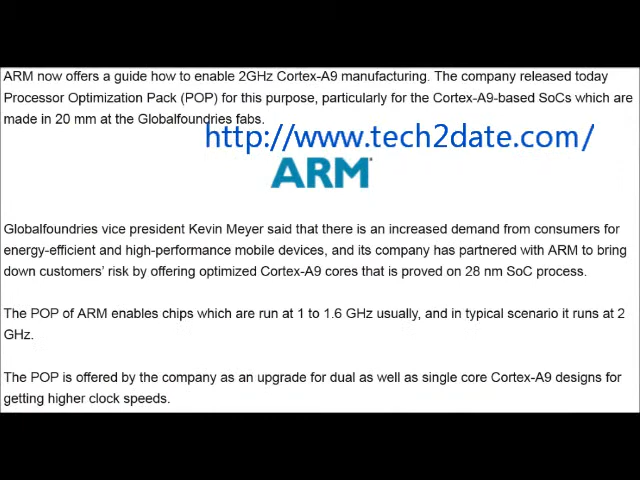 ARM now offers a guide how to enable 2GHz Cortex-A9 manufacturing. The company released today
Processor Optimization Pack (POP) for this purpose, particularly for the Cortex-A9-based SoCs which are
made in 20 mm at the Globalfoundries fabs.
http://www.tech2date.com/
ARM
Globalfoundries vice president Kevin Meyer said that there is an increased demand from consumers for
energy-efficient and high-performance mobile devices, and its company has partnered with ARM to bring
down customers' risk by offering optimized Cortex-A9 cores that is proved on 28 nm SoC process.
The POP of ARM enables chips which are run at 1 to 1.6 GHz usually, and in typical scenario it runs at 2
GHz.
The POP is offered by the company as an upgrade for dual as well as single core Cortex-A9 designs for
getting higher clock speeds.